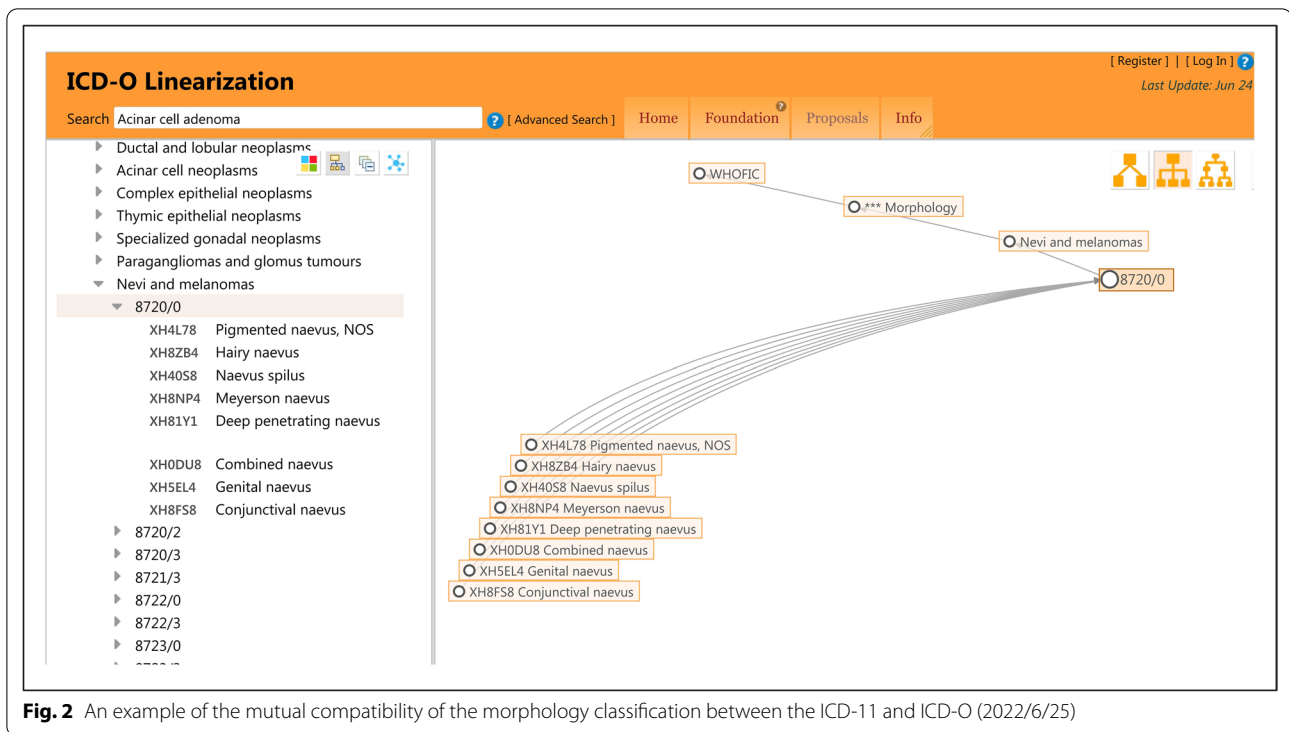 [ Register ] | [ Log In ] ?
ICD-O Linearization
Last Update: Jun 24
Search Acinar cell adenoma ? [ Advanced Search ] Home Foundation ? Proposals Info
Ductal and lobular neoplasms
Acinar cell neoplasms
Complex epithelial neoplasms
Thymic epithelial neoplasms
Specialized gonadal neoplasms
Paragangliomas and glomus tumours
Nevi and melanomas
8720/0
XH4L78 Pigmented naevus, NOS
XH8ZB4 Hairy naevus
XH40S8 Naevus spilus
XH8NP4 Meyerson naevus
XH81Y1 Deep penetrating naevus
XH0DU8 Combined naevus
XH5EL4 Genital naevus
XH8FS8 Conjunctival naevus
8720/2
8720/3
8721/3
8722/0
8722/3
8723/0
WHOFIC
*** Morphology
Nevi and melanomas
8720/0
XH4L78 Pigmented naevus, NOS
XH8ZB4 Hairy naevus
XH40S8 Naevus spilus
XH8NP4 Meyerson naevus
XH81Y1 Deep penetrating naevus
XH0DU8 Combined naevus
XH5EL4 Genital naevus
XH8FS8 Conjunctival naevus
Fig. 2 An example of the mutual compatibility of the morphology classification between the ICD-11 and ICD-O (2022/6/25)